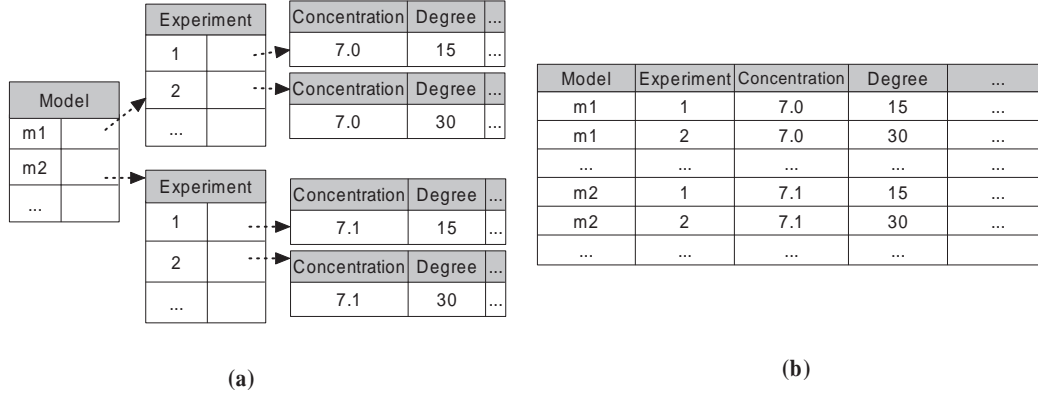 Model
m1
m2
...
Experiment
1
2
...
Concentration Degree ...
7.0 15 ...
Concentration Degree ...
7.0 30 ...
Experiment
1
2
...
Concentration Degree ...
7.1 15 ...
Concentration Degree ...
7.1 30 ...
(a)
Model Experiment Concentration Degree ...
m1 1 7.0 15 ...
m1 2 7.0 30 ...
... ... ... ... ...
m2 1 7.1 15 ...
m2 2 7.1 30 ...
... ... ... ... ...
(b)